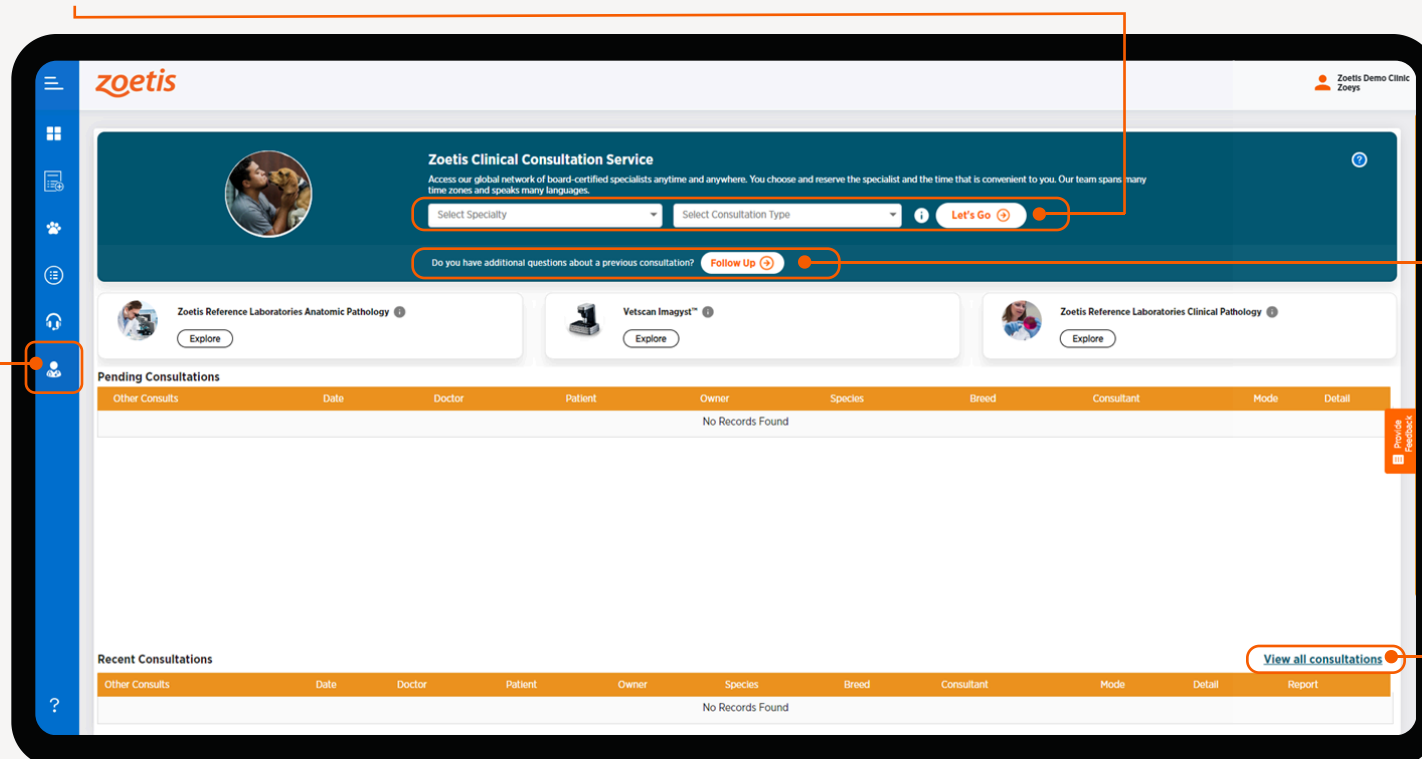 zoetis
Zoetis Demo Clinic
Zoeys
Zoetis Clinical Consultation Service
Access our global network of board-certified specialists anytime and anywhere. You choose and reserve the specialist and the time that is convenient to you. Our team spans many
time zones and speaks many languages.
Select Specialty
Select Consultation Type
i
Let's Go
?
Do you have additional questions about a previous consultation?
Follow Up
Zoetis Reference Laboratories Anatomic Pathology
Explore
Vetscan Imagyst™
Explore
Zoetis Reference Laboratories Clinical Pathology
Explore
Pending Consultations
Other Consults Date Doctor Patient Owner Species Breed Consultant Mode Detail
No Records Found
Provide
Feedback
Recent Consultations
View all consultations
Other Consults Date Doctor Patient Owner Species Breed Consultant Mode Detail Report
No Records Found
?